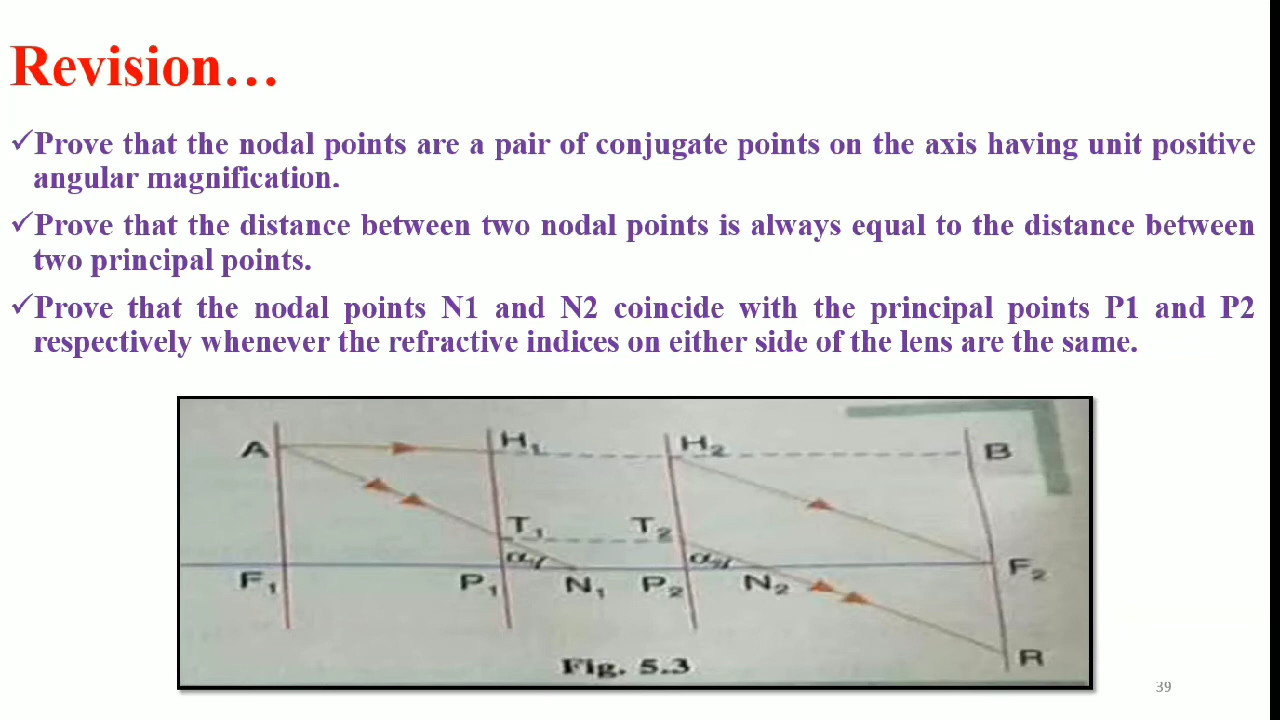 Revision…
✓Prove that the nodal points are a pair of conjugate points on the axis having unit positive
angular magnification.
✓Prove that the distance between two nodal points is always equal to the distance between
two principal points.
✓Prove that the nodal points N1 and N2 coincide with the principal points P1 and P2
respectively whenever the refractive indices on either side of the lens are the same.
A H₁ H₂ B
T₁ T₂
F₁ P₁ N₁ P₂ N₂ F₂
R
Fig. 5.3
39